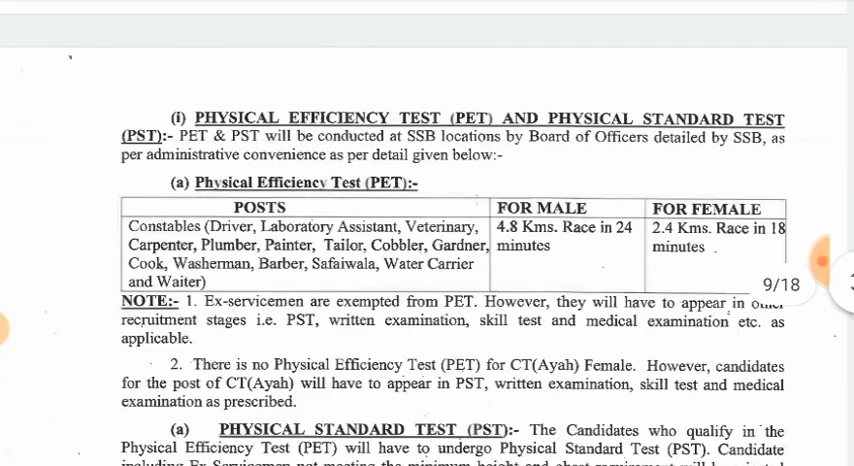 (i) PHYSICAL EFFICIENCY TEST (PET) AND PHYSICAL STANDARD TEST
(PST):- PET & PST will be conducted at SSB locations by Board of Officers detailed by SSB, as
per administrative convenience as per detail given below:-
(a) Physical Efficiency Test (PET):-
POSTS FOR MALE FOR FEMALE
Constables (Driver, Laboratory Assistant, Veterinary, 4.8 Kms. Race in 24 2.4 Kms. Race in 18
Carpenter, Plumber, Painter, Tailor, Cobbler, Gardner, minutes minutes
Cook, Washerman, Barber, Safaiwala, Water Carrier
and Waiter)
9/18
NOTE:- 1. Ex-servicemen are exempted from PET. However, they will have to appear in
recruitment stages i.e. PST, written examination, skill test and medical examination etc. as
applicable.
2. There is no Physical Efficiency Test (PET) for CT(Ayah) Female. However, candidates
for the post of CT(Ayah) will have to appear in PST, written examination, skill test and medical
examination as prescribed.
(a) PHYSICAL STANDARD TEST (PST):- The Candidates who qualify in the
Physical Efficiency Test (PET) will have to undergo Physical Standard Test (PST). Candidate